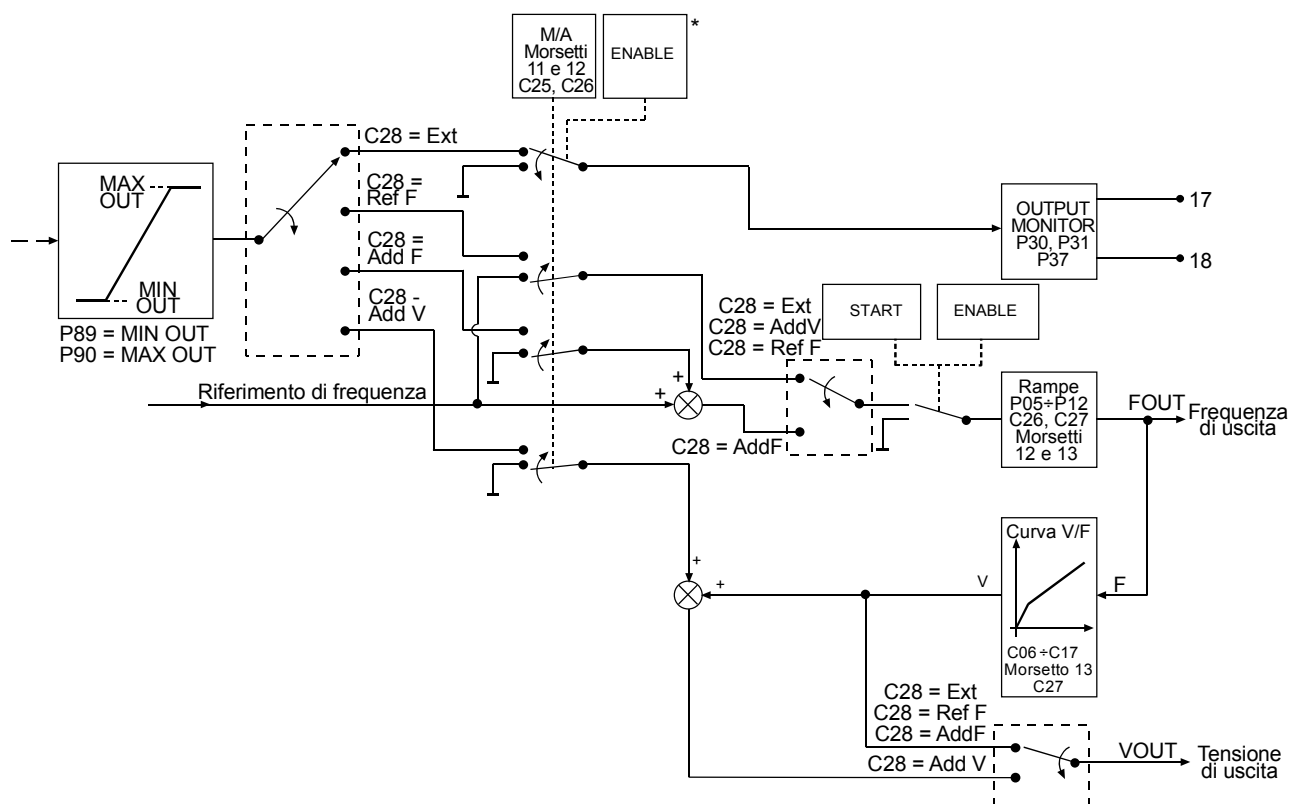 M/A
Morsetti
11 e 12
C25, C26
ENABLE
*
C28 = Ext
C28 =
Ref F
C28 =
Add F
C28 -
Add V
MAX
OUT
MIN
OUT
P89 = MIN OUT
P90 = MAX OUT
OUTPUT
MONITOR
P30, P31
P37
17
18
C28 = Ext
C28 = AddV
C28 = Ref F
START
ENABLE
Riferimento di frequenza
+
+
C28 = AddF
Rampe
P05÷P12
C26, C27
Morsetti
12 e 13
FOUT
Frequenza
di uscita
Curva V/F
V
F
+
+
C06 ÷C17
Morsetto 13
C27
C28 = Ext
C28 = Ref F
C28 = AddF
C28 = Add V
VOUT
Tensione
di uscita